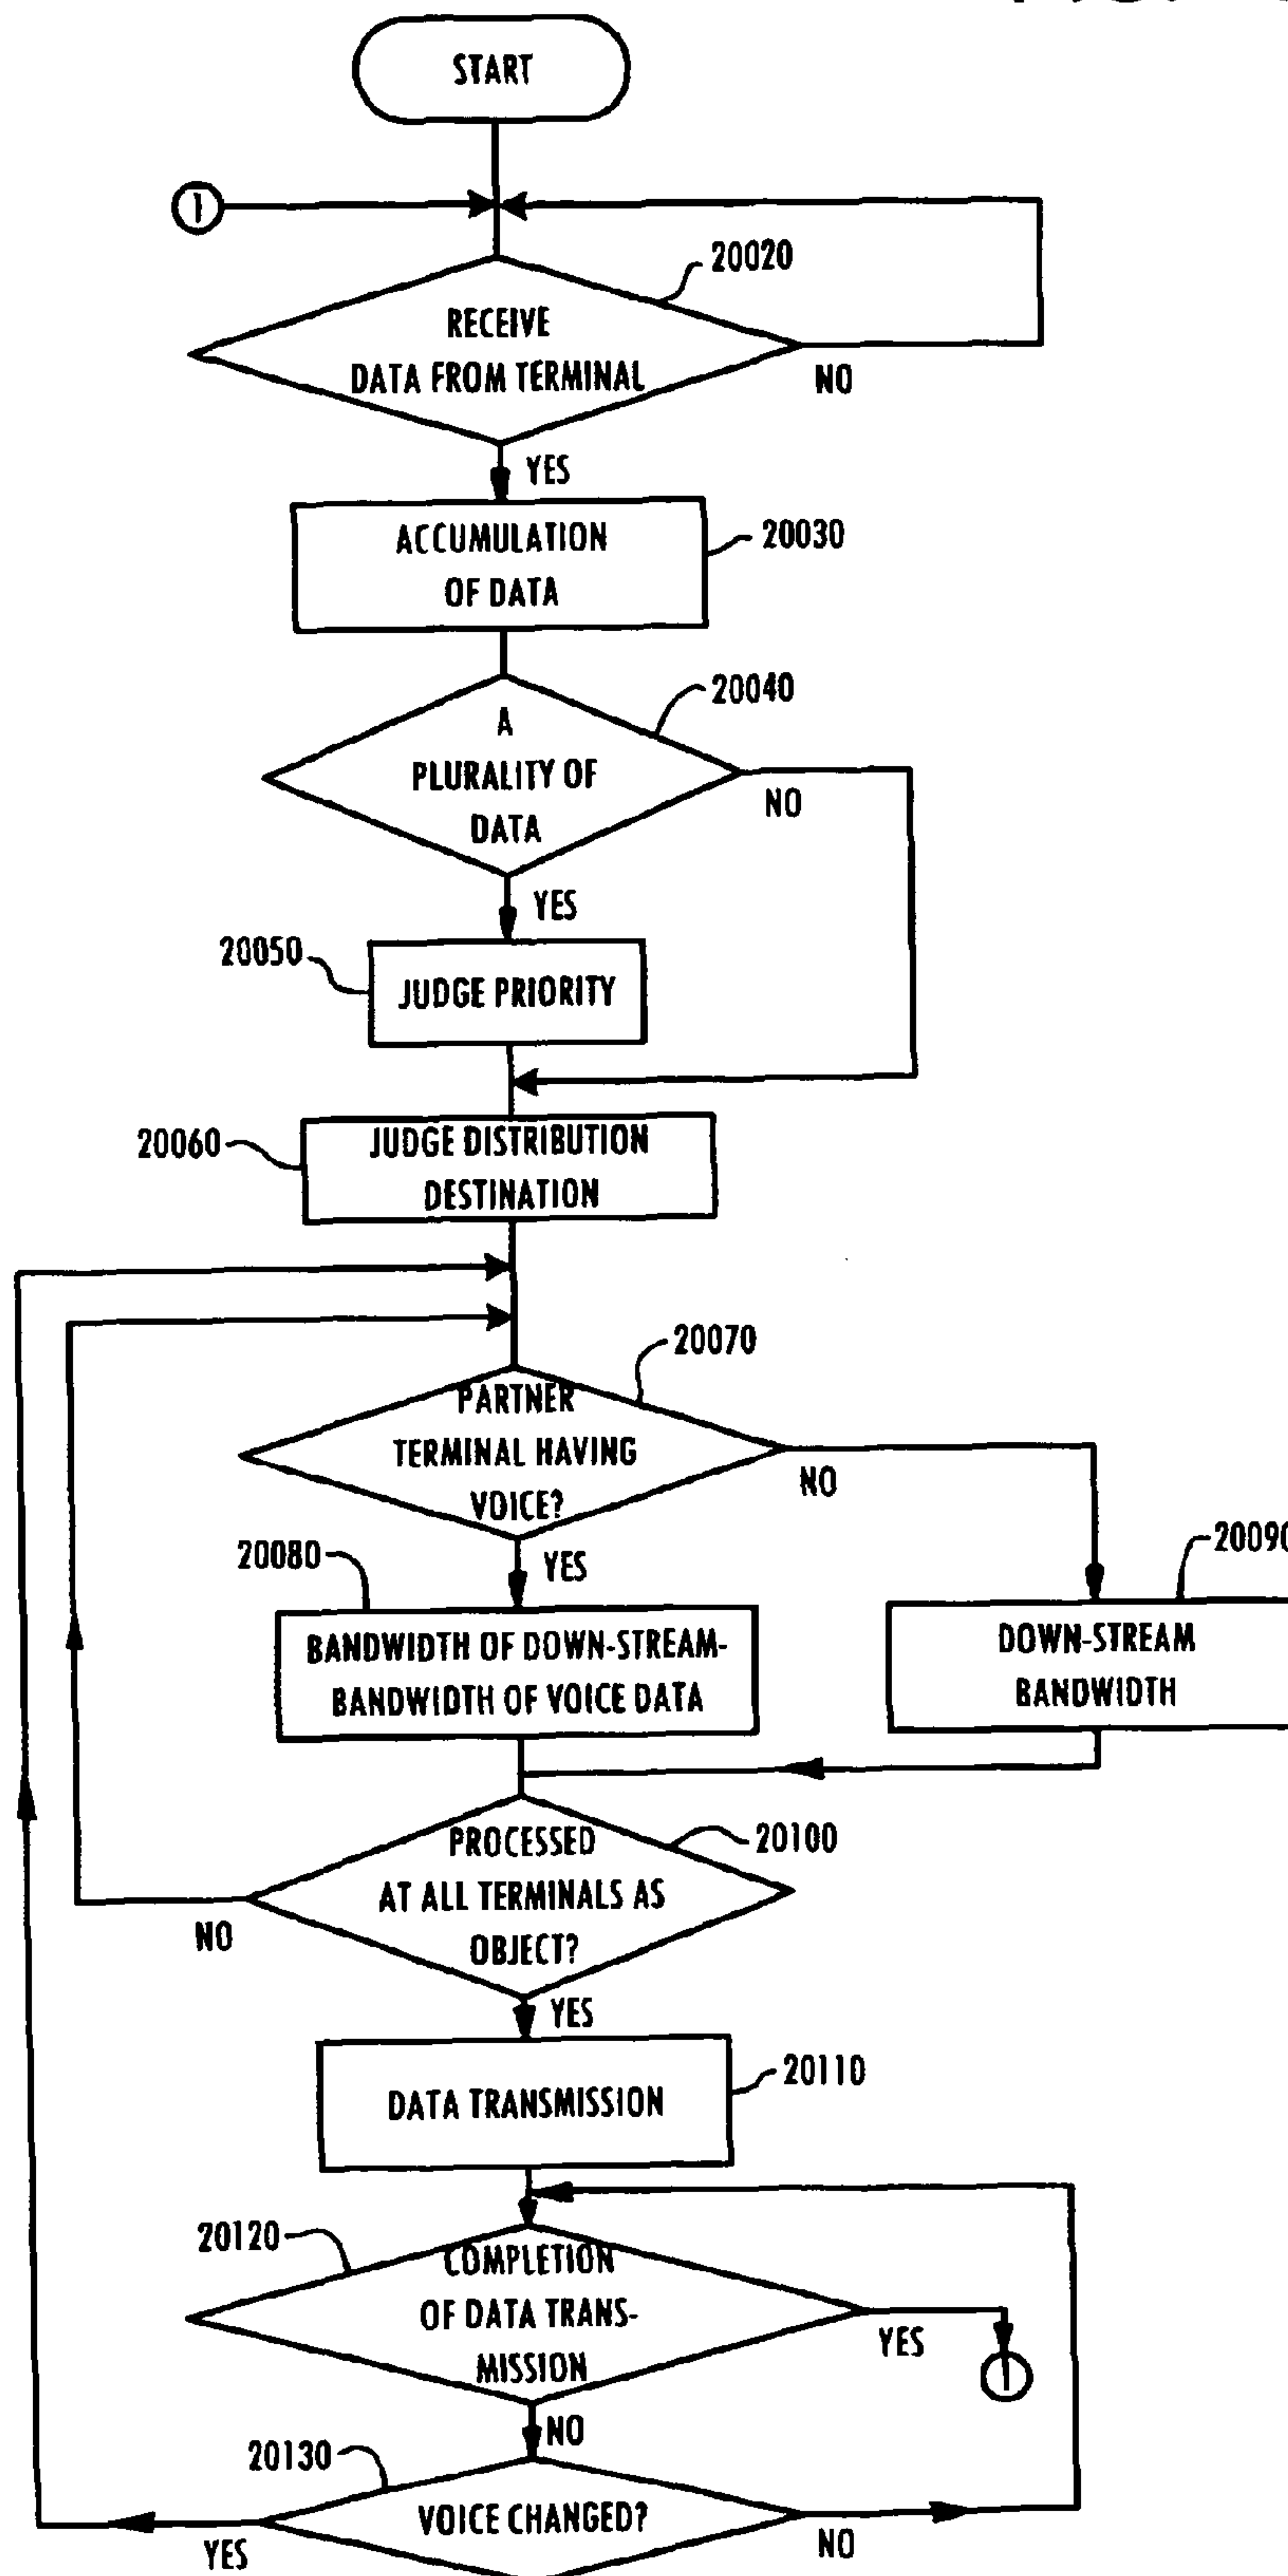 START
1
20020
RECEIVE
DATA FROM TERMINAL
NO
YES
ACCUMULATION
OF DATA
20030
20040
A
PLURALITY OF
DATA
NO
YES
20050
JUDGE PRIORITY
20060
JUDGE DISTRIBUTION
DESTINATION
20070
PARTNER
TERMINAL HAVING
VOICE?
NO
20080
YES
20090
BANDWIDTH OF DOWN-STREAM-
BANDWIDTH OF VOICE DATA
DOWN-STREAM
BANDWIDTH
PROCESSED
AT ALL TERMINALS AS
OBJECT?
20100
NO
YES
DATA TRANSMISSION
20110
20120
COMPLETION
OF DATA TRANS-
MISSION
YES
1
NO
20130
VOICE CHANGED?
YES
NO